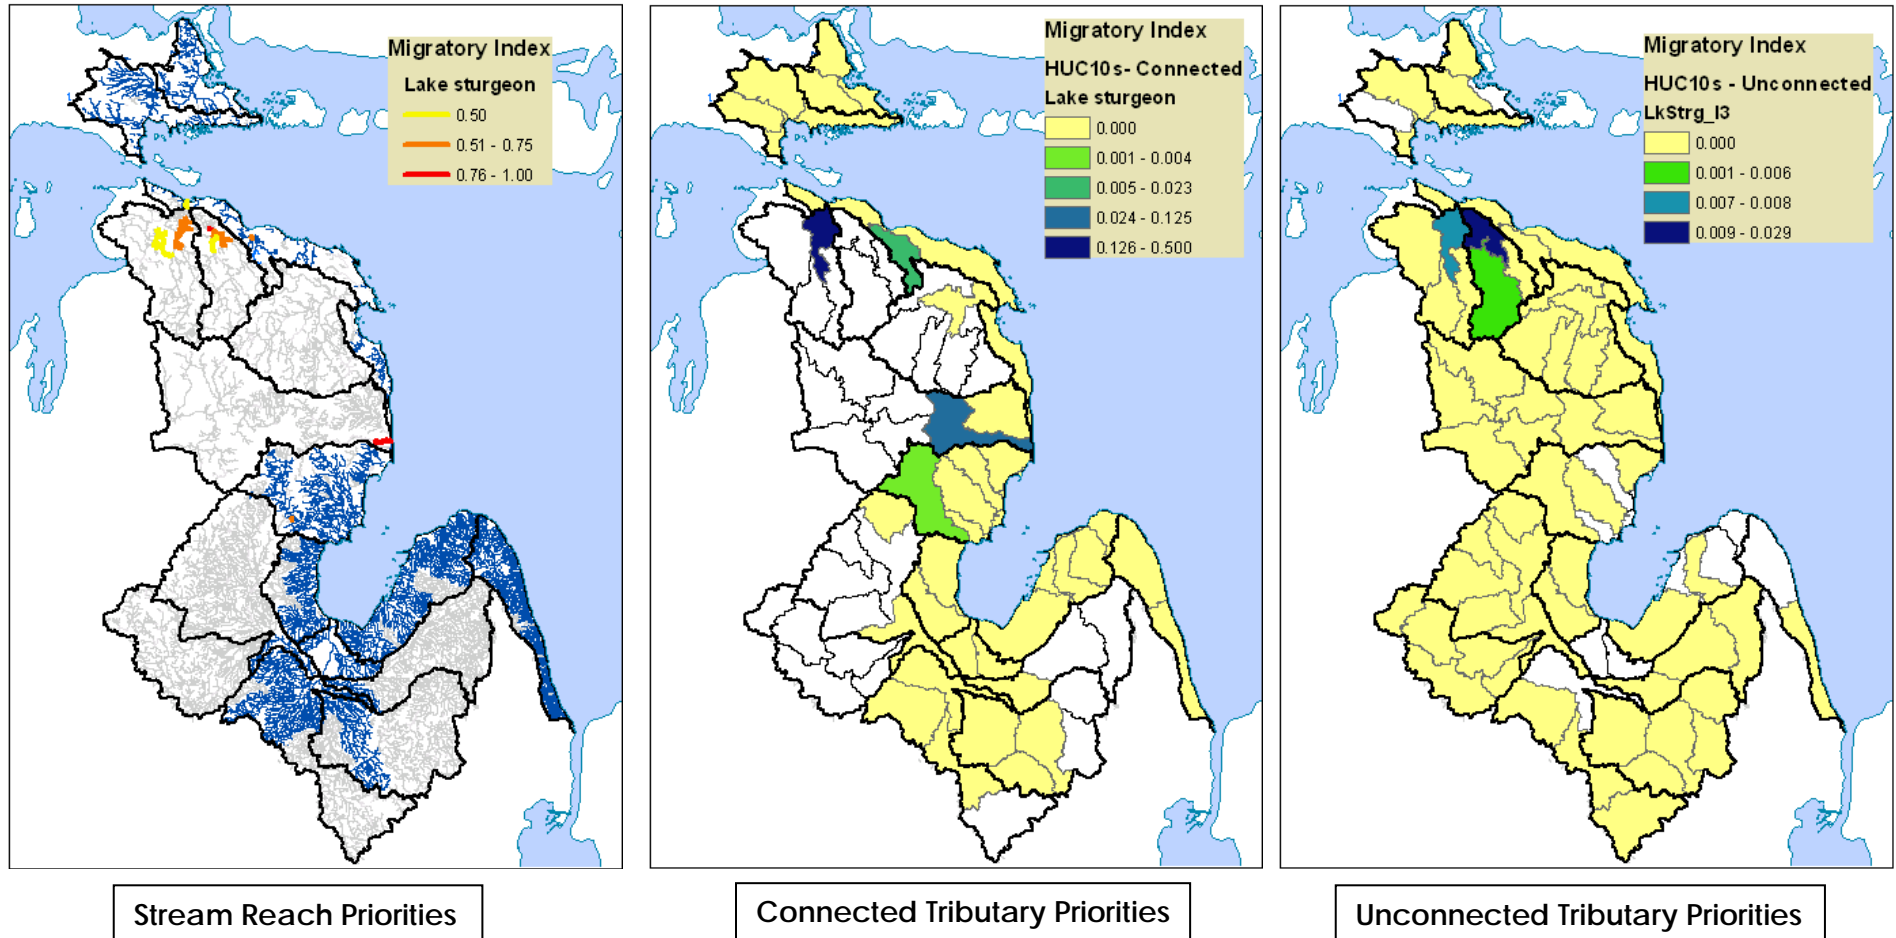 Migratory Index
Lake sturgeon
0.50
0.51 - 0.75
0.76 - 1.00
Stream Reach Priorities
Migratory Index
HUC10s- Connected
Lake sturgeon
0.000
0.001 - 0.004
0.005 - 0.023
0.024 - 0.125
0.126 - 0.500
Connected Tributary Priorities
Migratory Index
HUC10s - Unconnected
LkStrg_I3
0.000
0.001 - 0.006
0.007 - 0.008
0.009 - 0.029
Unconnected Tributary Priorities